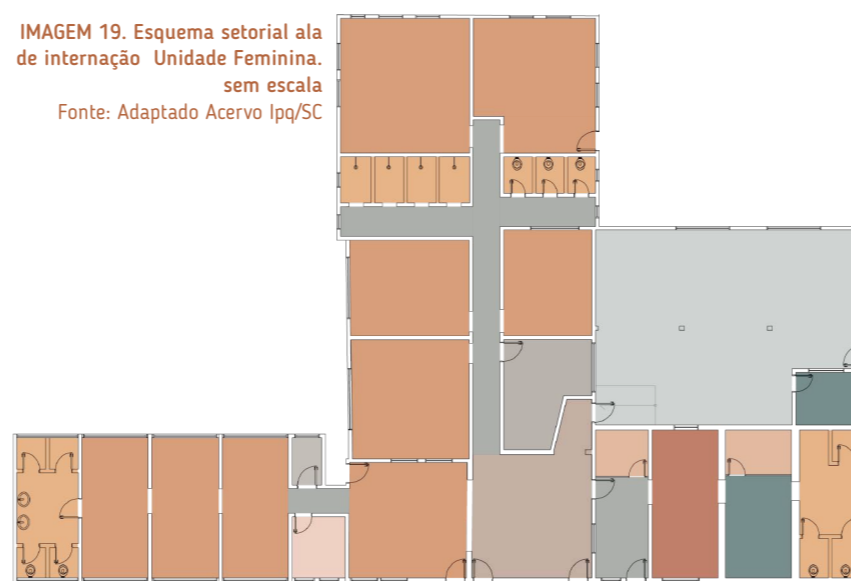 IMAGEM 19. Esquema setorial ala
de internação Unidade Feminina.
sem escala
Fonte: Adaptado Acervo Ipq/SC